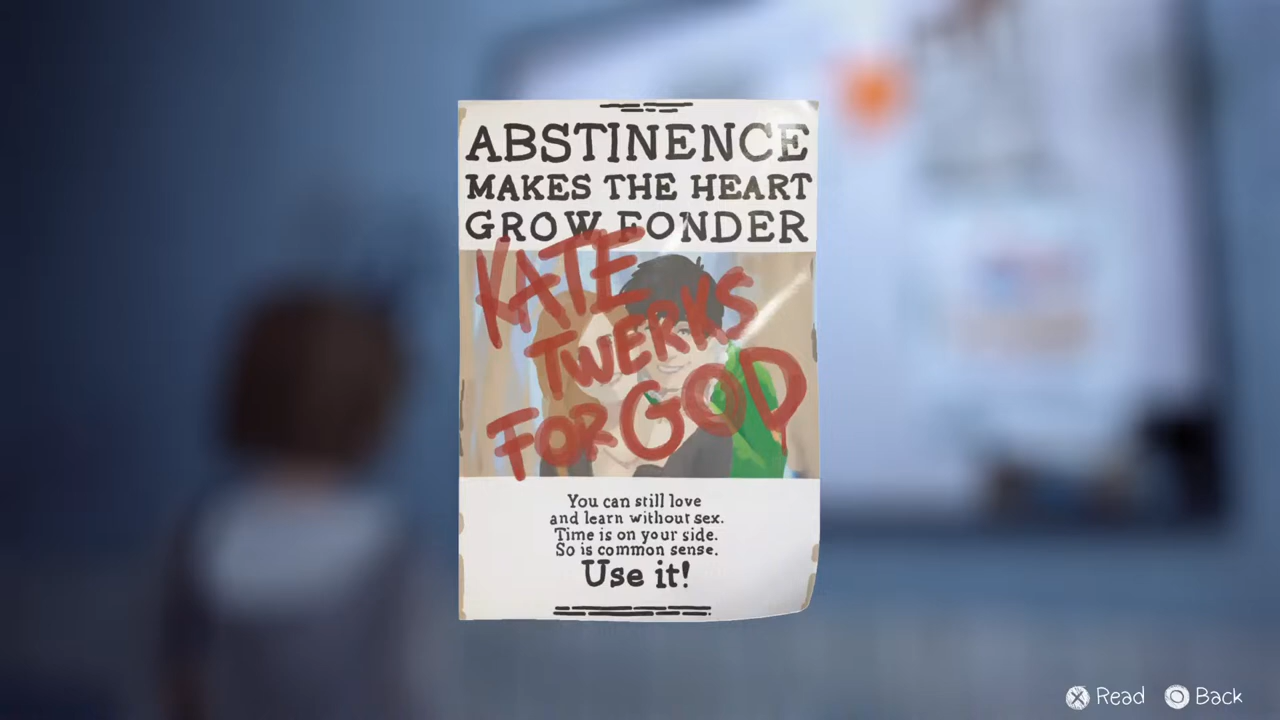 ABSTINENCE
MAKES THE HEART
GROW FONDER
KATE
TWERKS
FOR GOD
You can still love
and learn without sex.
Time is on your side.
So is common sense.
Use it!
Read Back